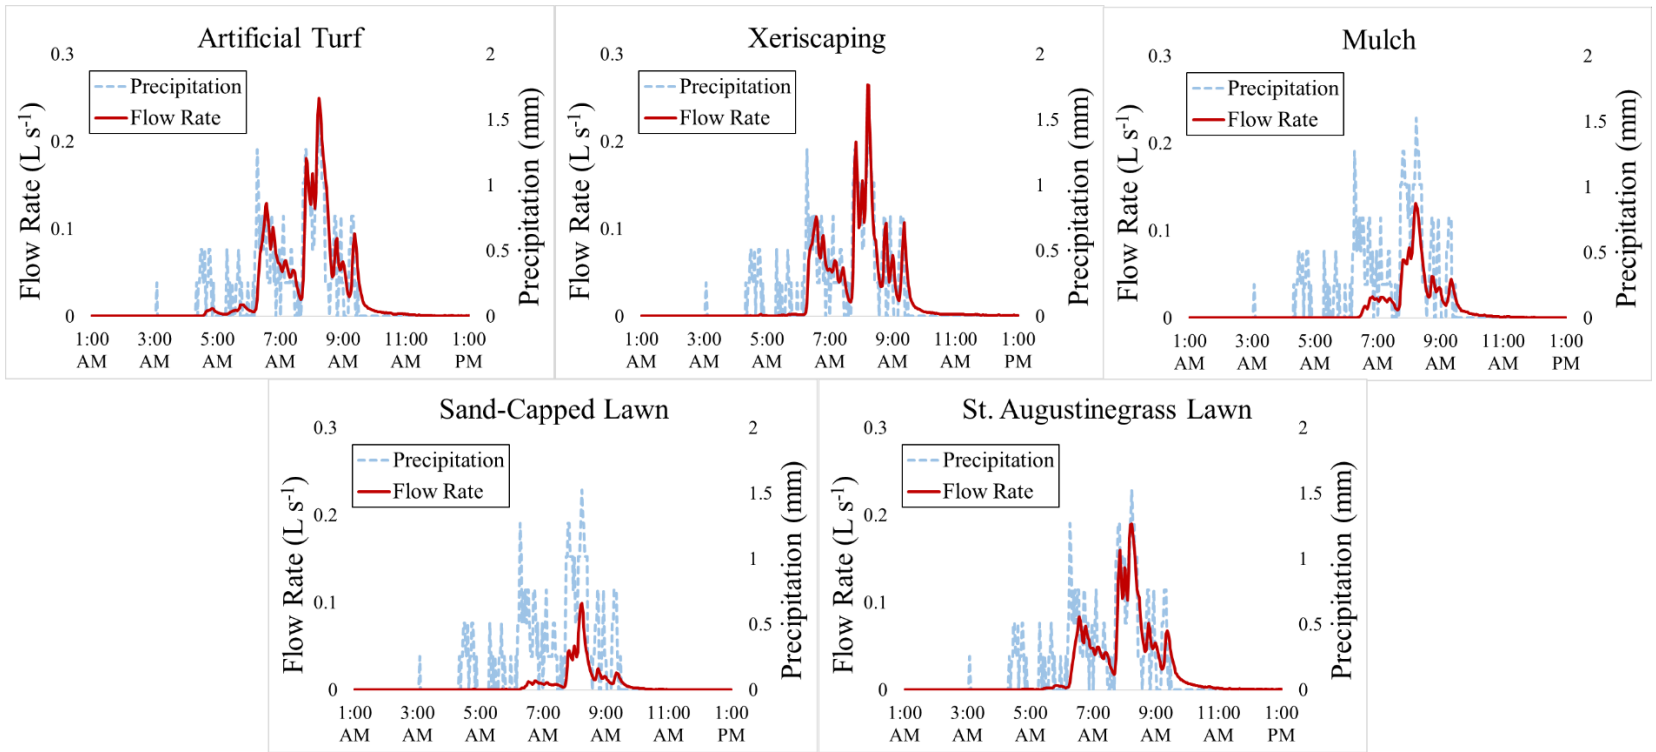 Artificial Turf
0.3
2
Precipitation
Flow Rate
0.2
1.5
1
0.1
0.5
0
0
Flow Rate (L s⁻¹)
Precipitation (mm)
1:00 3:00 5:00 7:00 9:00 11:00 1:00
AM AM AM AM AM AM PM
Xeriscaping
0.3
2
Precipitation
Flow Rate
0.2
1.5
1
0.1
0.5
0
0
Flow Rate (L s⁻¹)
Precipitation (mm)
1:00 3:00 5:00 7:00 9:00 11:00 1:00
AM AM AM AM AM AM PM
Mulch
0.3
2
Precipitation
Flow Rate
0.2
1.5
1
0.1
0.5
0
0
Flow Rate (L s⁻¹)
Precipitation (mm)
1:00 3:00 5:00 7:00 9:00 11:00 1:00
AM AM AM AM AM AM PM
Sand-Capped Lawn
0.3
2
Precipitation
Flow Rate
0.2
1.5
1
0.1
0.5
0
0
Flow Rate (L s⁻¹)
Precipitation (mm)
1:00 3:00 5:00 7:00 9:00 11:00 1:00
AM AM AM AM AM AM PM
St. Augustinegrass Lawn
0.3
2
Precipitation
Flow Rate
0.2
1.5
1
0.1
0.5
0
0
Flow Rate (L s⁻¹)
Precipitation (mm)
1:00 3:00 5:00 7:00 9:00 11:00 1:00
AM AM AM AM AM AM PM